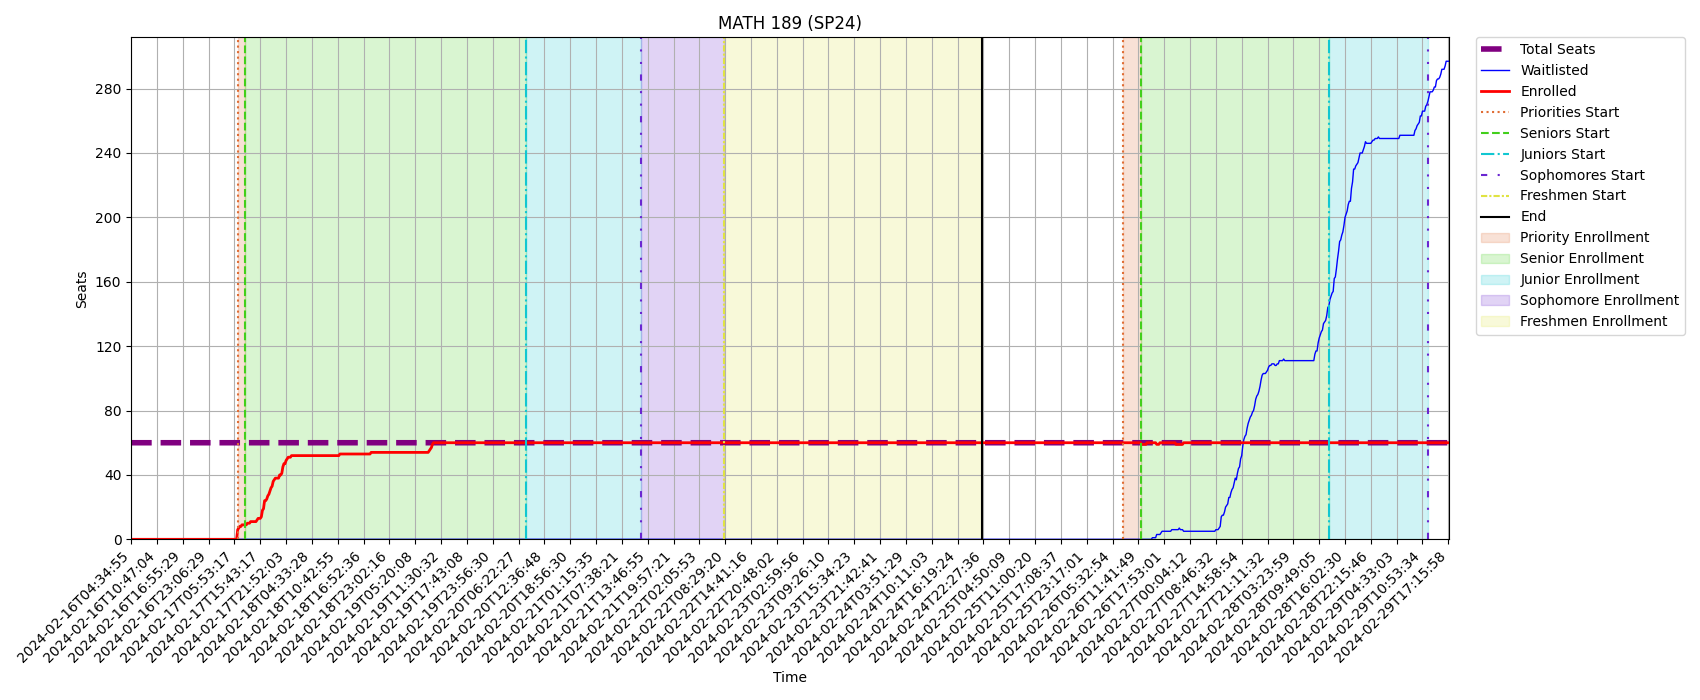 MATH 189 (SP24)
Seats
280
240
200
160
120
80
40
0
2024-02-16T04:34:55
2024-02-16T10:47:04
2024-02-16T16:55:29
2024-02-16T23:06:29
2024-02-17T05:53:17
2024-02-17T15:43:17
2024-02-17T21:52:03
2024-02-18T04:33:28
2024-02-18T10:42:55
2024-02-18T16:52:36
2024-02-18T23:02:16
2024-02-19T05:20:08
2024-02-19T11:30:32
2024-02-19T17:43:08
2024-02-19T23:56:30
2024-02-20T06:22:27
2024-02-20T12:36:48
2024-02-20T18:56:30
2024-02-21T01:15:35
2024-02-21T07:38:21
2024-02-21T13:46:55
2024-02-21T19:57:21
2024-02-22T02:05:53
2024-02-22T08:29:20
2024-02-22T14:41:16
2024-02-22T20:48:02
2024-02-23T02:59:56
2024-02-23T09:26:10
2024-02-23T15:34:23
2024-02-23T21:42:41
2024-02-24T03:51:29
2024-02-24T10:11:03
2024-02-24T16:19:24
2024-02-24T22:27:36
2024-02-25T04:50:09
2024-02-25T11:00:20
2024-02-25T17:08:37
2024-02-25T23:17:01
2024-02-26T05:32:54
2024-02-26T11:41:49
2024-02-26T17:53:01
2024-02-27T00:04:12
2024-02-27T08:46:32
2024-02-27T14:58:54
2024-02-27T21:11:32
2024-02-28T03:23:59
2024-02-28T09:49:05
2024-02-28T16:02:30
2024-02-28T22:15:46
2024-02-29T04:33:03
2024-02-29T10:53:34
2024-02-29T17:15:58
Time
Total Seats
Waitlisted
Enrolled
Priorities Start
Seniors Start
Juniors Start
Sophomores Start
Freshmen Start
End
Priority Enrollment
Senior Enrollment
Junior Enrollment
Sophomore Enrollment
Freshmen Enrollment